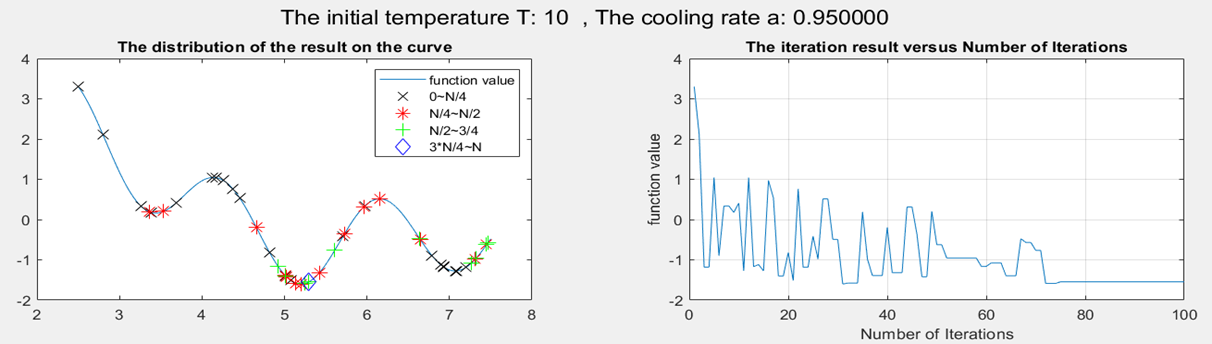 The initial temperature T: 10 , The cooling rate a: 0.950000
The distribution of the result on the curve
4
3
2
1
0
-1
-2
2 3 4 5 6 7 8
function value
0~N/4
N/4~N/2
N/2~3/4
3*N/4~N
The iteration result versus Number of Iterations
function value
4
3
2
1
0
-1
-2
0 20 40 60 80 100
Number of Iterations